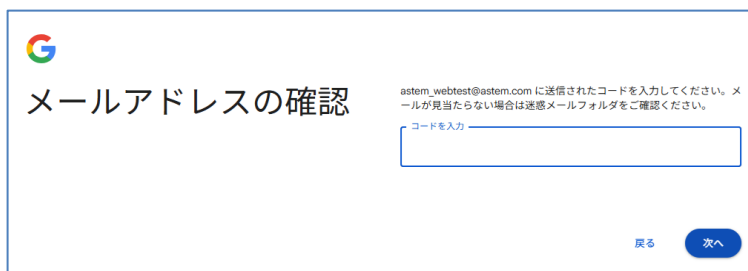 メールアドレスの確認
astem_webtest@astem.com に送信されたコードを入力してください。メ
ールが見当たらない場合は迷惑メールフォルダをご確認ください。
コードを入力
戻る
次へ